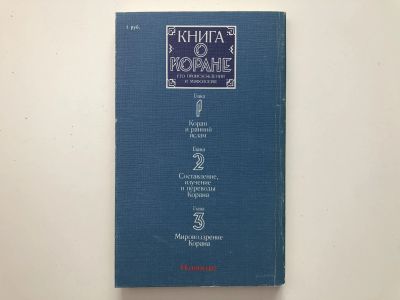 1 руб.
КНИГА
О
КОРАНЕ
ЕГО ПРОИСХОЖДЕНИИ
И МИФОЛОГИИ
Глава
1
Коран
и ранний
ислам
Глава
2
Составление,
изучение
и переводы
Корана
Глава
3
Мировоззрение
Корана